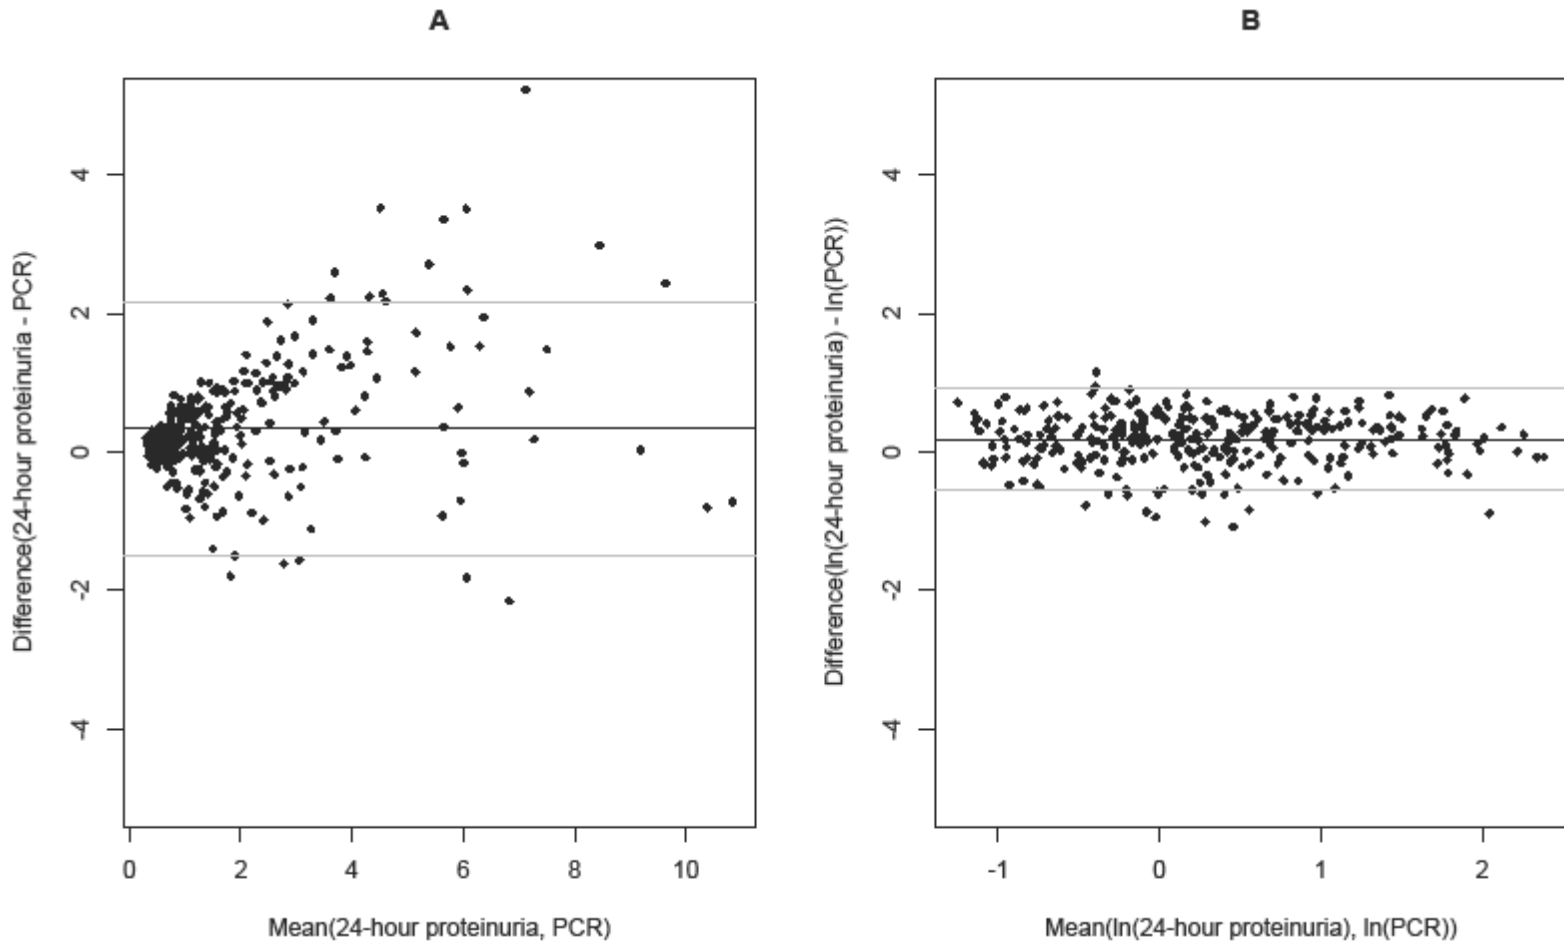 A
Difference(24-hour proteinuria - PCR)
4
2
0
-2
-4
0 2 4 6 8 10
Mean(24-hour proteinuria, PCR)
B
Difference(ln(24-hour proteinuria) - ln(PCR))
4
2
0
-2
-4
-1 0 1 2
Mean(ln(24-hour proteinuria), ln(PCR))